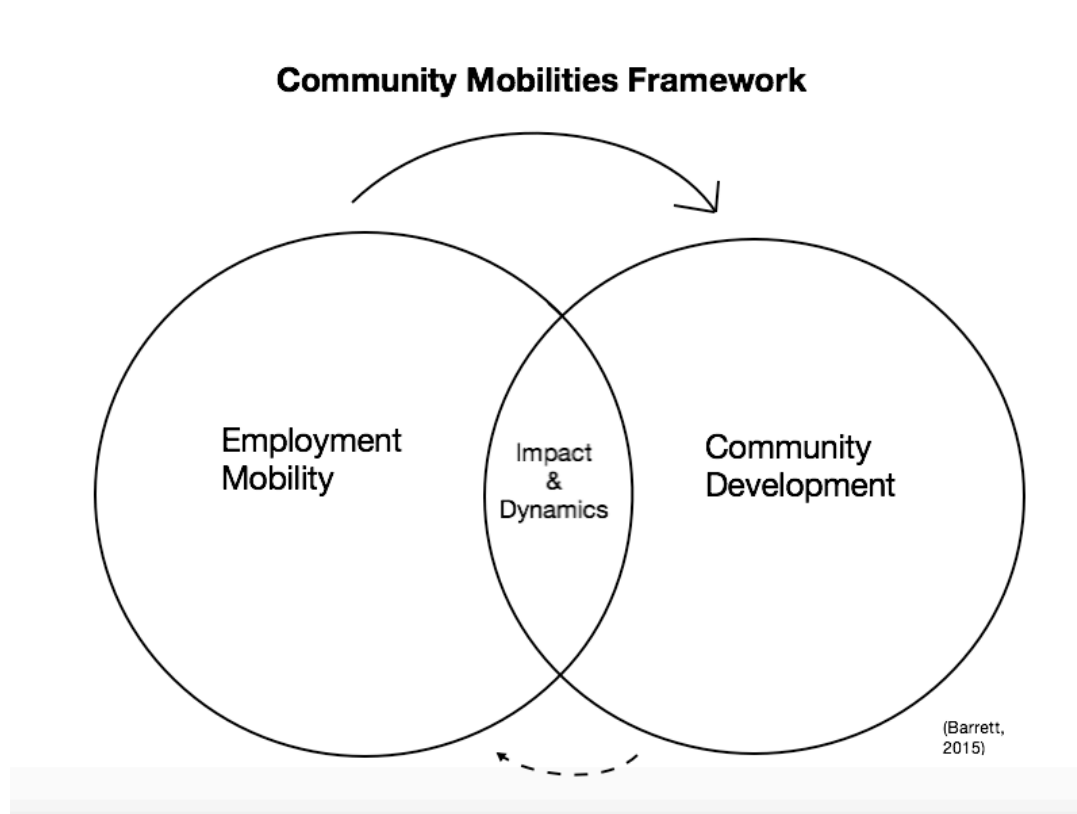 Community Mobilities Framework
Employment
Mobility
Impact
&
Dynamics
Community
Development
(Barrett,
2015)